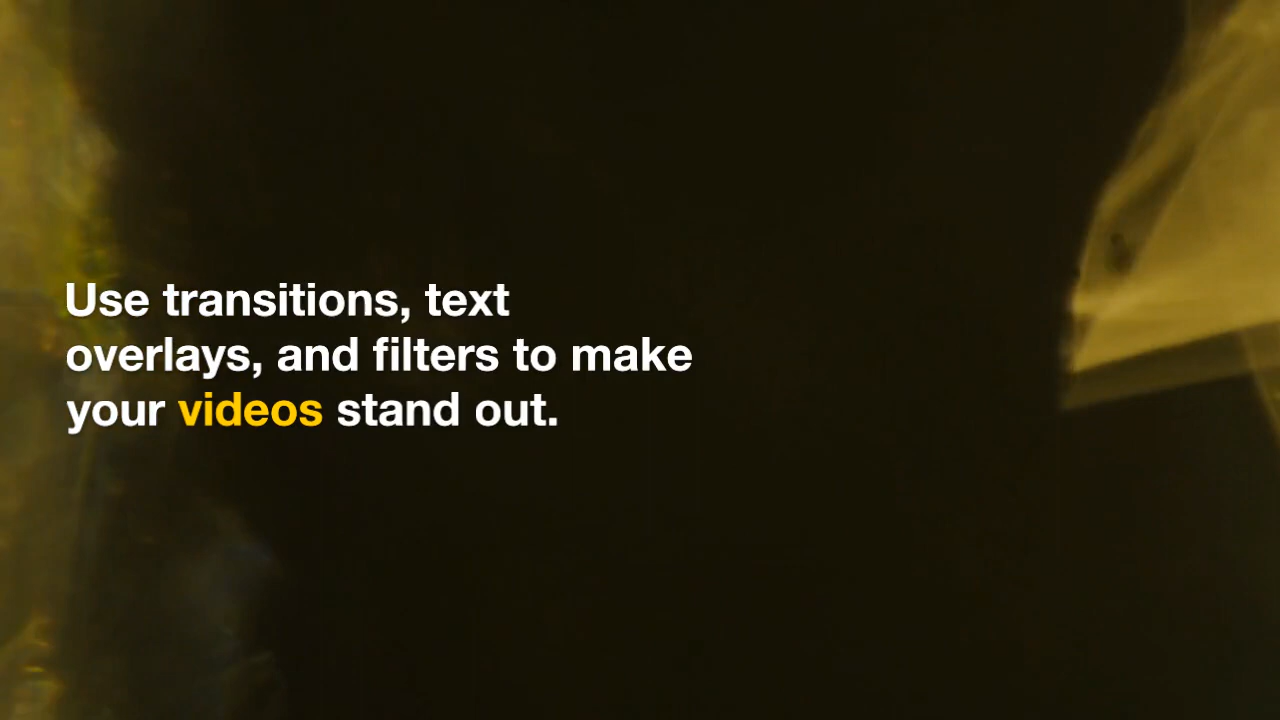 Use transitions, text
overlays, and filters to make
your videos stand out.